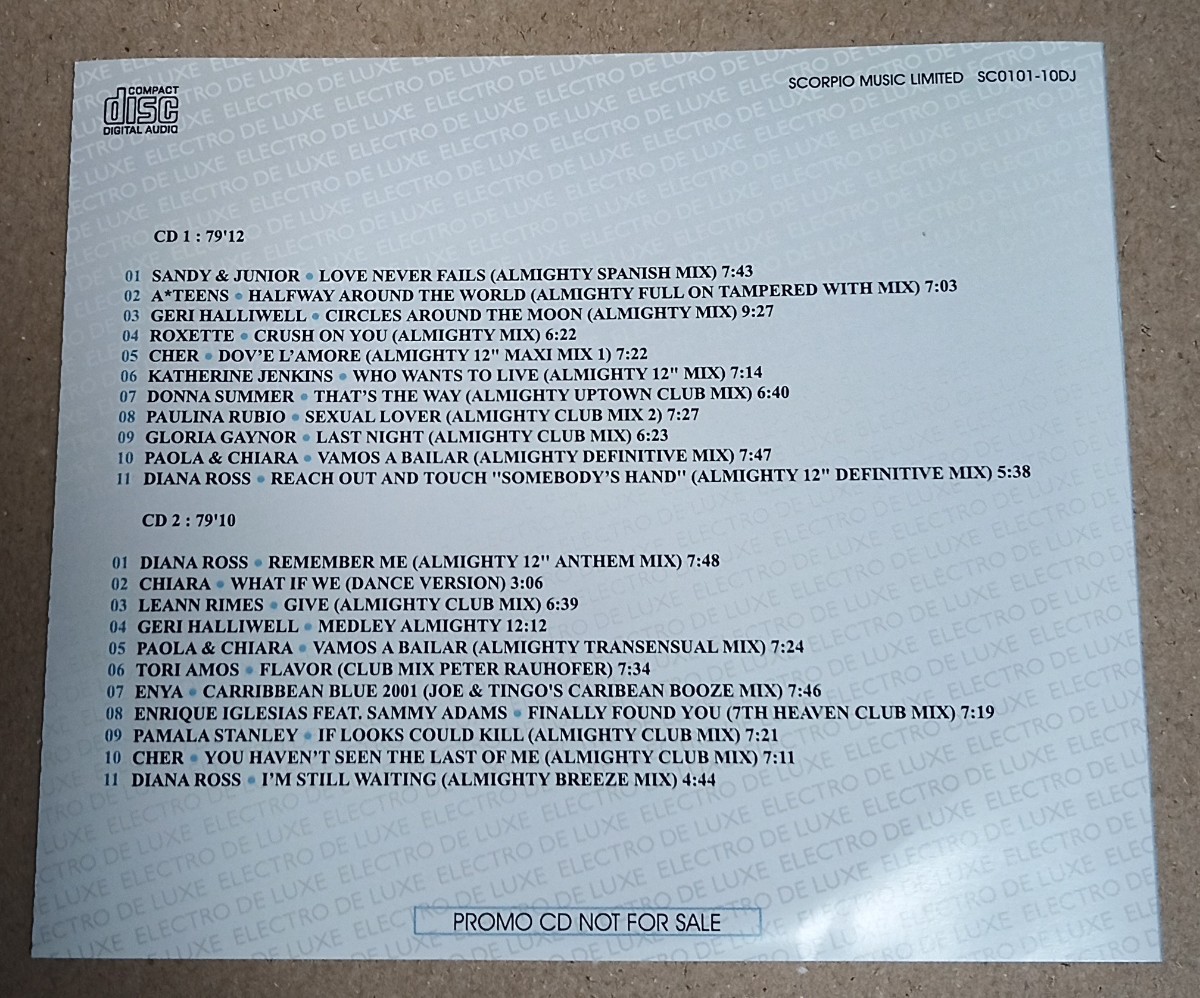 COMPACT
disc
DIGITAL AUDIO
SCORPIO MUSIC LIMITED SC0101-10DJ
CD 1 : 79'12
01 SANDY & JUNIOR • LOVE NEVER FAILS (ALMIGHTY SPANISH MIX) 7:43
02 A*TEENS • HALFWAY AROUND THE WORLD (ALMIGHTY FULL ON TAMPERED WITH MIX) 7:03
03 GERI HALLIWELL • CIRCLES AROUND THE MOON (ALMIGHTY MIX) 9:27
04 ROXETTE • CRUSH ON YOU (ALMIGHTY MIX) 6:22
05 CHER • DOV'E L'AMORE (ALMIGHTY 12" MAXI MIX 1) 7:22
06 KATHERINE JENKINS • WHO WANTS TO LIVE (ALMIGHTY 12" MIX) 7:14
07 DONNA SUMMER • THAT'S THE WAY (ALMIGHTY UPTOWN CLUB MIX) 6:40
08 PAULINA RUBIO • SEXUAL LOVER (ALMIGHTY CLUB MIX 2) 7:27
09 GLORIA GAYNOR • LAST NIGHT (ALMIGHTY CLUB MIX) 6:23
10 PAOLA & CHIARA • VAMOS A BAILAR (ALMIGHTY DEFINITIVE MIX) 7:47
11 DIANA ROSS • REACH OUT AND TOUCH "SOMEBODY'S HAND" (ALMIGHTY 12" DEFINITIVE MIX) 5:38
CD 2 : 79'10
01 DIANA ROSS • REMEMBER ME (ALMIGHTY 12" ANTHEM MIX) 7:48
02 CHIARA • WHAT IF WE (DANCE VERSION) 3:06
03 LEANN RIMES • GIVE (ALMIGHTY CLUB MIX) 6:39
04 GERI HALLIWELL • MEDLEY ALMIGHTY 12:12
05 PAOLA & CHIARA • VAMOS A BAILAR (ALMIGHTY TRANSENSUAL MIX) 7:24
06 TORI AMOS • FLAVOR (CLUB MIX PETER RAUHOFER) 7:34
07 ENYA • CARRIBBEAN BLUE 2001 (JOE & TINGO'S CARIBEAN BOOZE MIX) 7:46
08 ENRIQUE IGLESIAS FEAT. SAMMY ADAMS • FINALLY FOUND YOU (7TH HEAVEN CLUB MIX) 7:19
09 PAMALA STANLEY • IF LOOKS COULD KILL (ALMIGHTY CLUB MIX) 7:21
10 CHER • YOU HAVEN'T SEEN THE LAST OF ME (ALMIGHTY CLUB MIX) 7:11
11 DIANA ROSS • I'M STILL WAITING (ALMIGHTY BREEZE MIX) 4:44
PROMO CD NOT FOR SALE